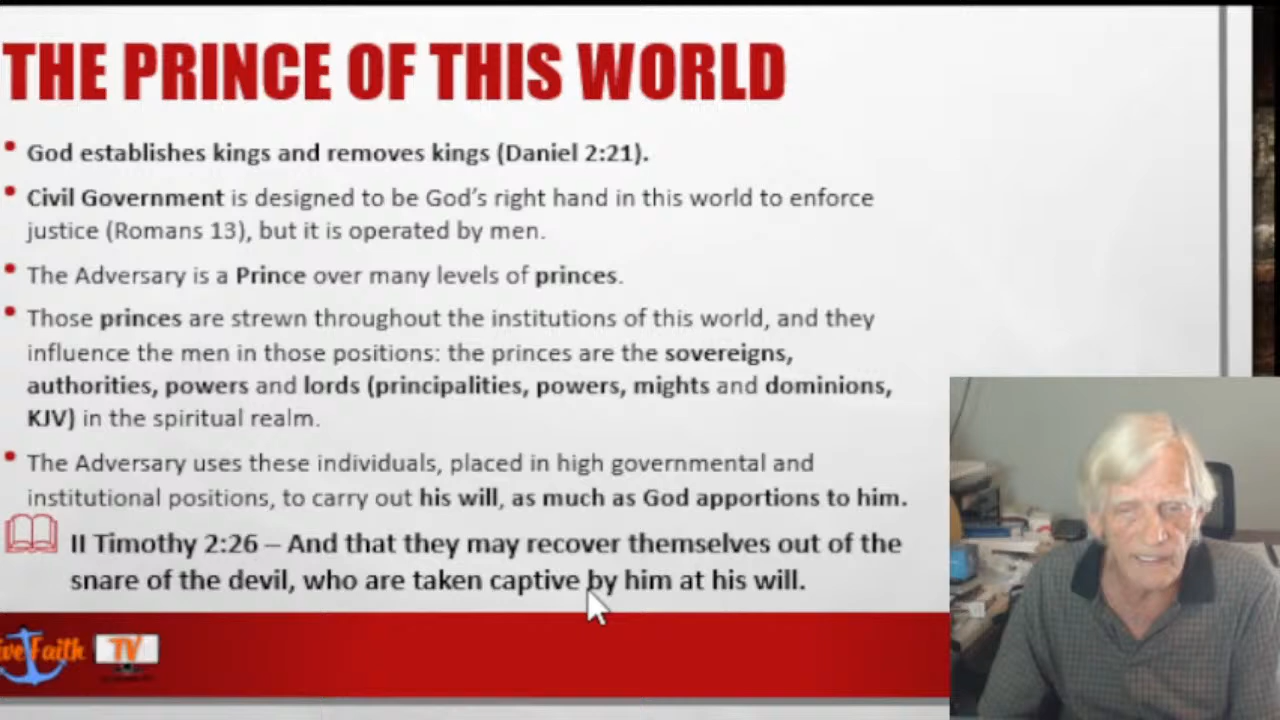 THE PRINCE OF THIS WORLD
• God establishes kings and removes kings (Daniel 2:21).
• Civil Government is designed to be God's right hand in this world to enforce
justice (Romans 13), but it is operated by men.
• The Adversary is a Prince over many levels of princes.
• Those princes are strewn throughout the institutions of this world, and they
influence the men in those positions: the princes are the sovereigns,
authorities, powers and lords (principalities, powers, mights and dominions,
KJV) in the spiritual realm.
• The Adversary uses these individuals, placed in high governmental and
institutional positions, to carry out his will, as much as God apportions to him.
II Timothy 2:26 – And that they may recover themselves out of the
snare of the devil, who are taken captive by him at his will.
ive Faith TV